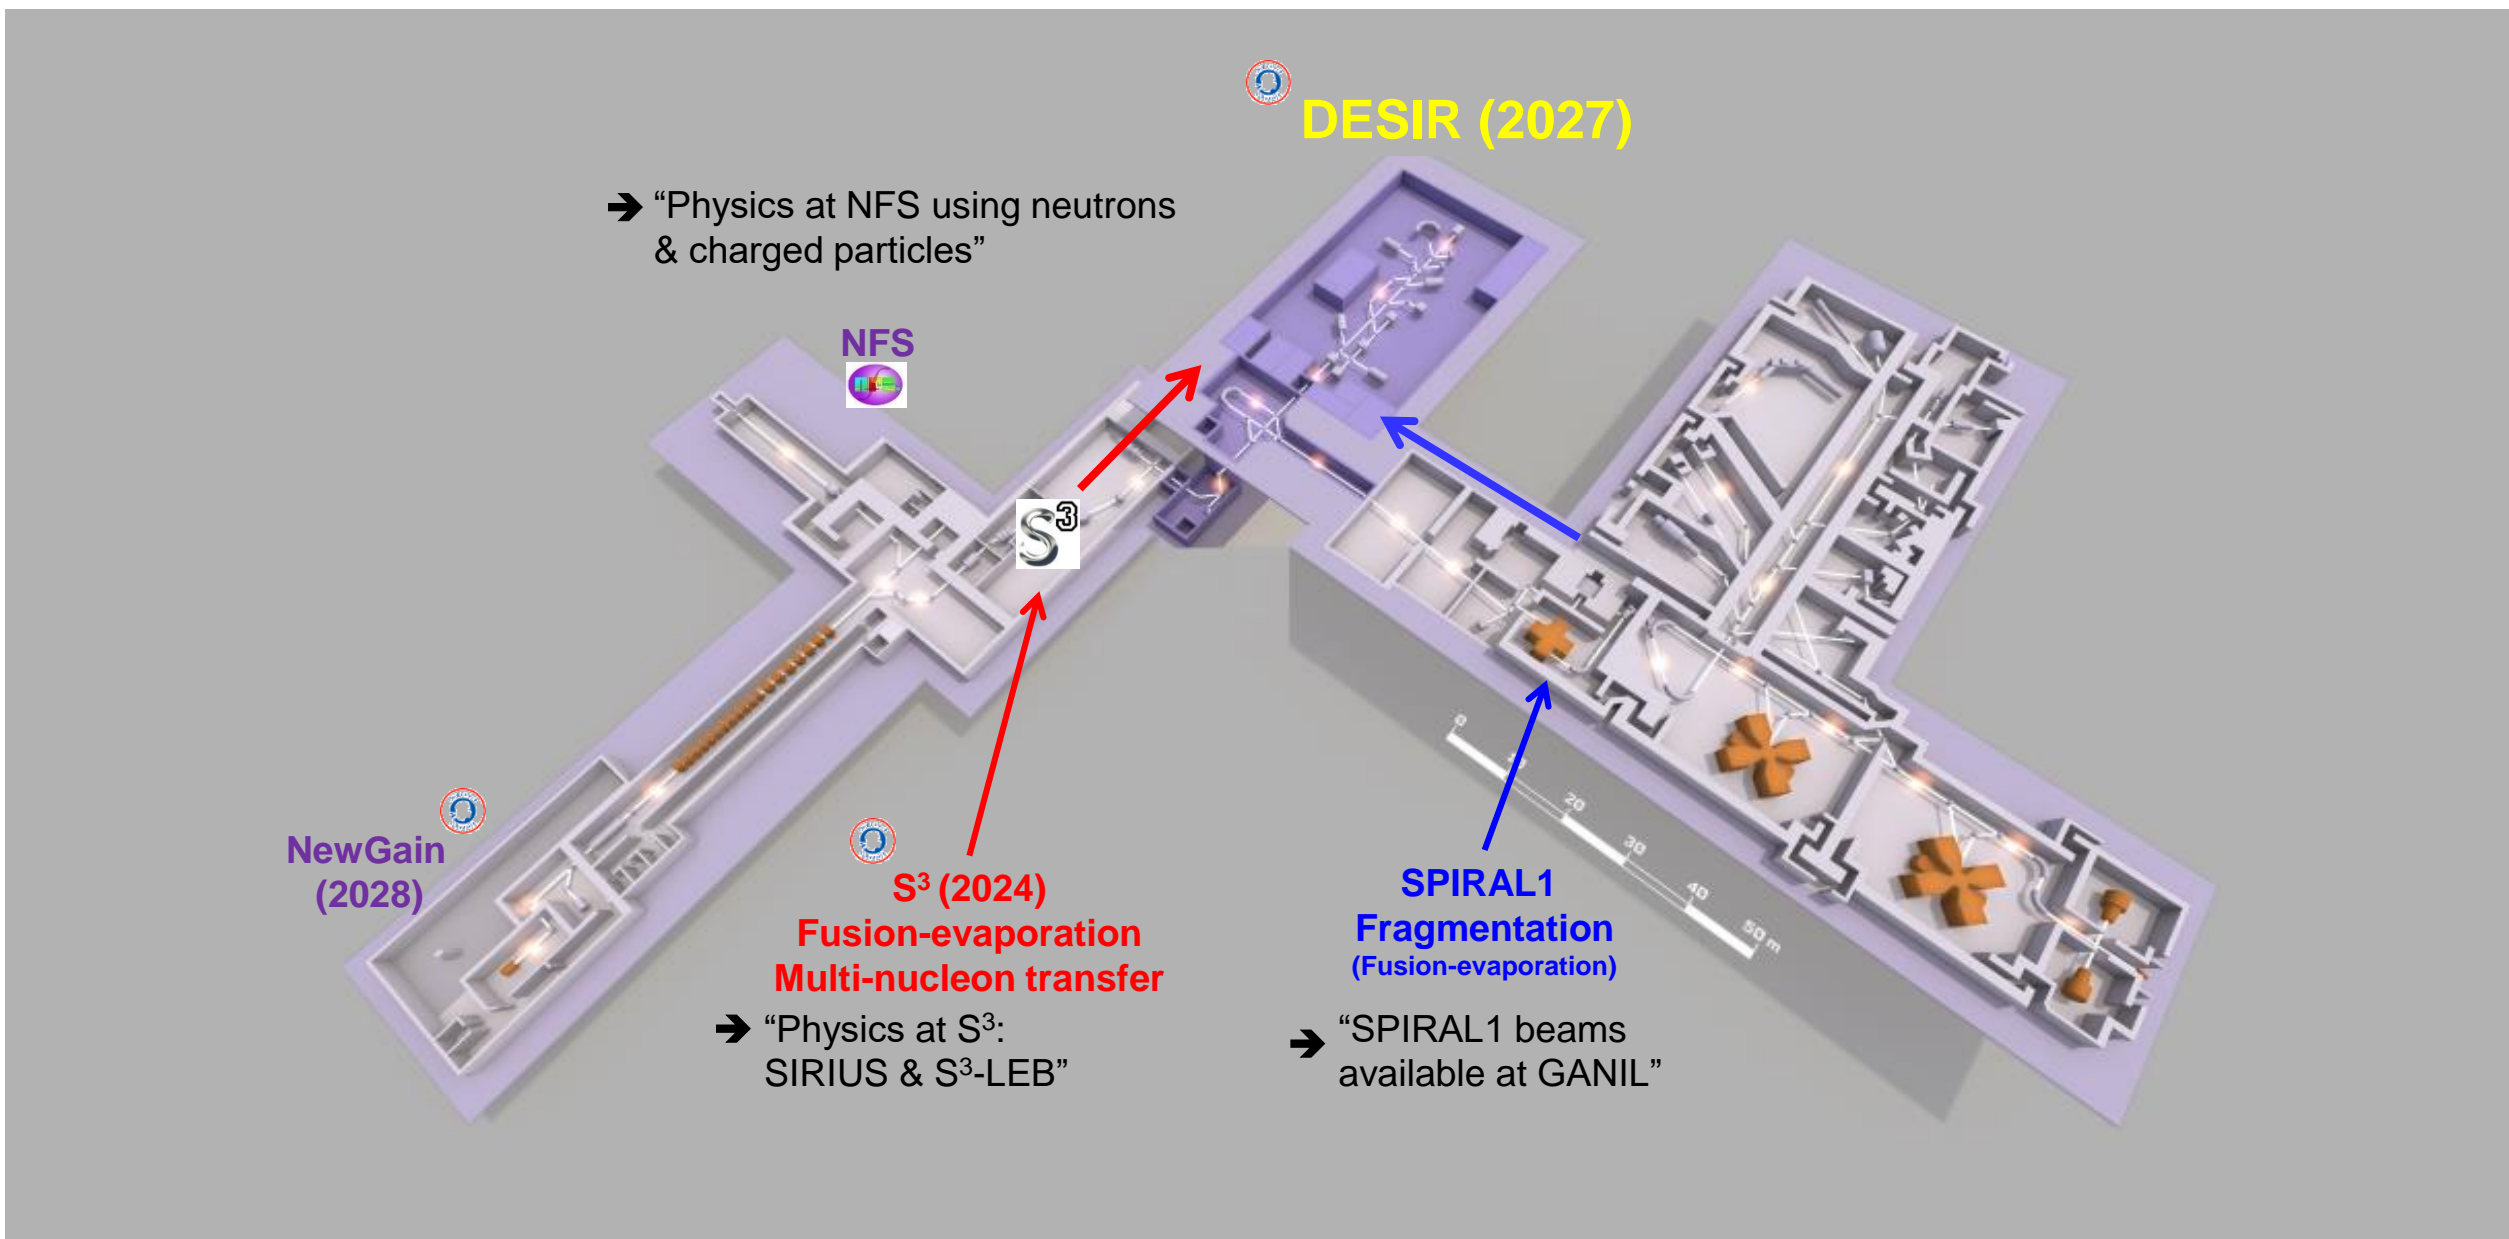 DESIR (2027)
➔ “Physics at NFS using neutrons
& charged particles”
NFS
S³
NewGain
(2028)
S³ (2024)
Fusion-evaporation
Multi-nucleon transfer
➔ “Physics at S³:
SIRIUS & S³-LEB”
SPIRAL1
Fragmentation
(Fusion-evaporation)
➔ “SPIRAL1 beams
available at GANIL”
0
20
30
40
50 m